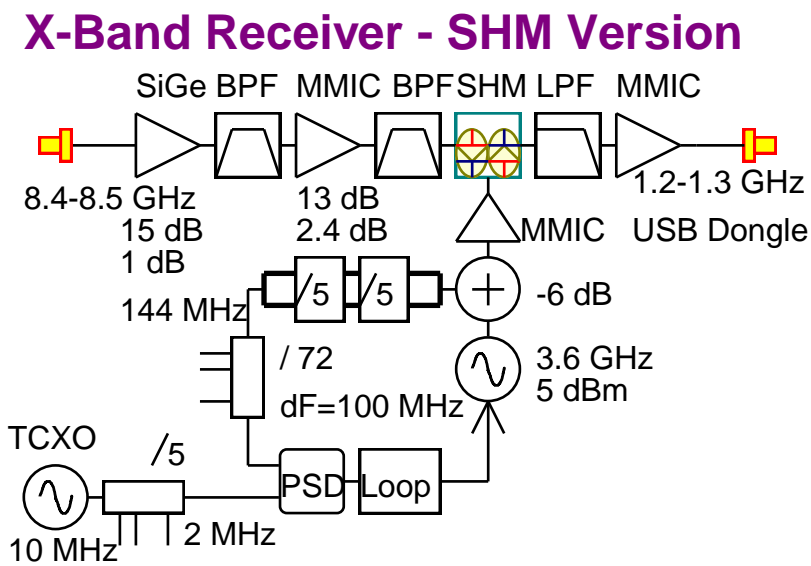 X-Band Receiver - SHM Version
SiGe BPF MMIC BPF SHM LPF MMIC
8.4-8.5 GHz
15 dB
1 dB
13 dB
2.4 dB
1.2-1.3 GHz
MMIC
USB Dongle
/5
/5
-6 dB
144 MHz
/ 72
dF=100 MHz
3.6 GHz
5 dBm
TCXO
/5
PSD
Loop
2 MHz
10 MHz